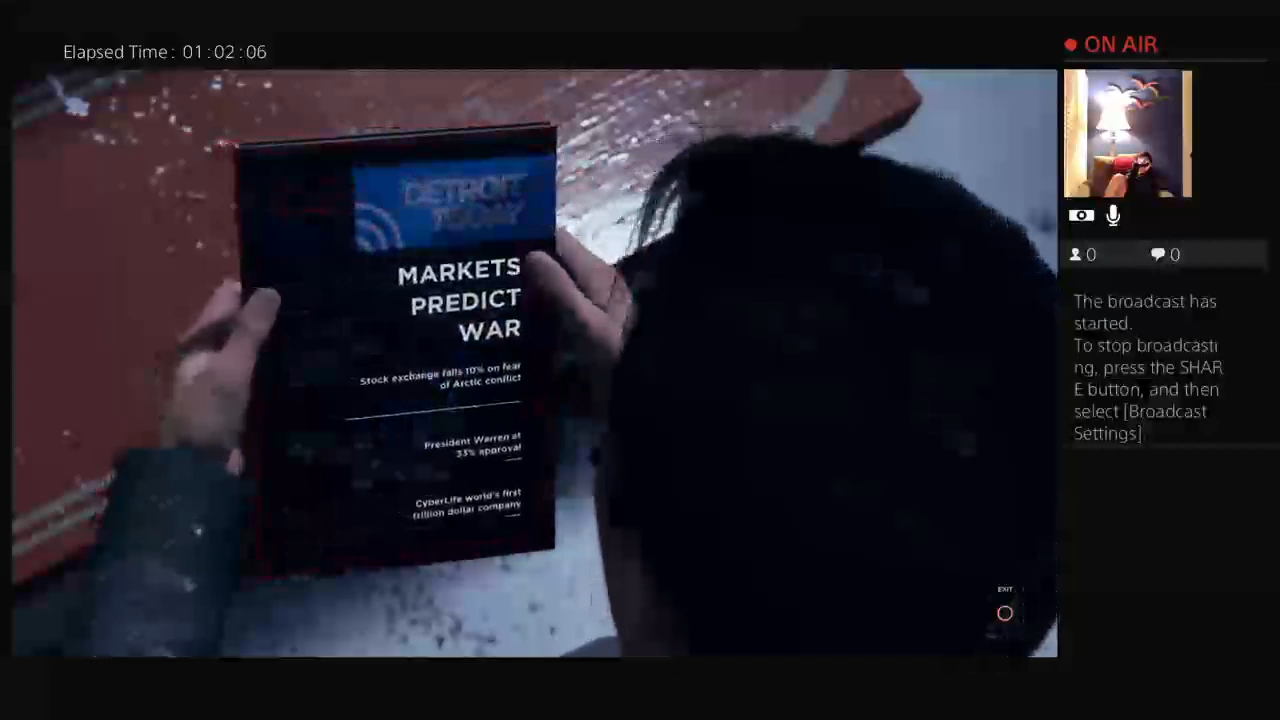 Elapsed Time: 01:02:06
ON AIR
DETROIT
TODAY
MARKETS
PREDICT
WAR
Stock exchange falls 10% on fear
of Arctic conflict
President Warren at
33% approval
CyberLife world's first
trillion dollar company
EXIT
0
0
The broadcast has
started.
To stop broadcasti
ng, press the SHAR
E button, and then
select [Broadcast
Settings]